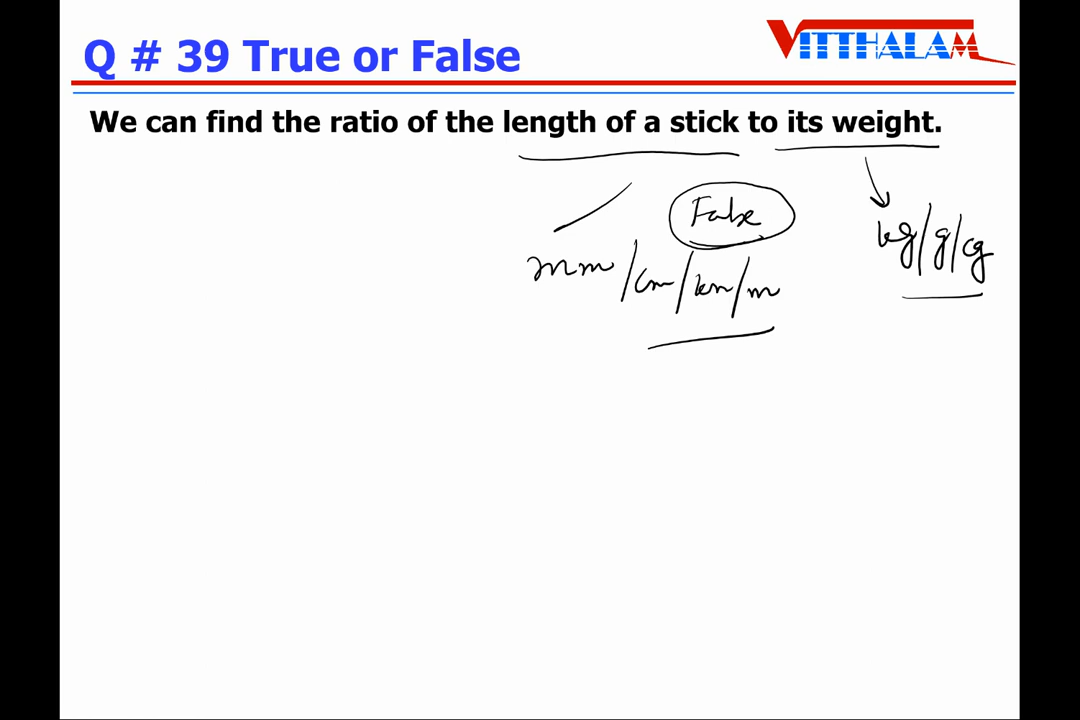 Q # 39 True or False
VITTHALAM
We can find the ratio of the length of a stick to its weight.
False
kg/g/cg
mm/cm/km/m